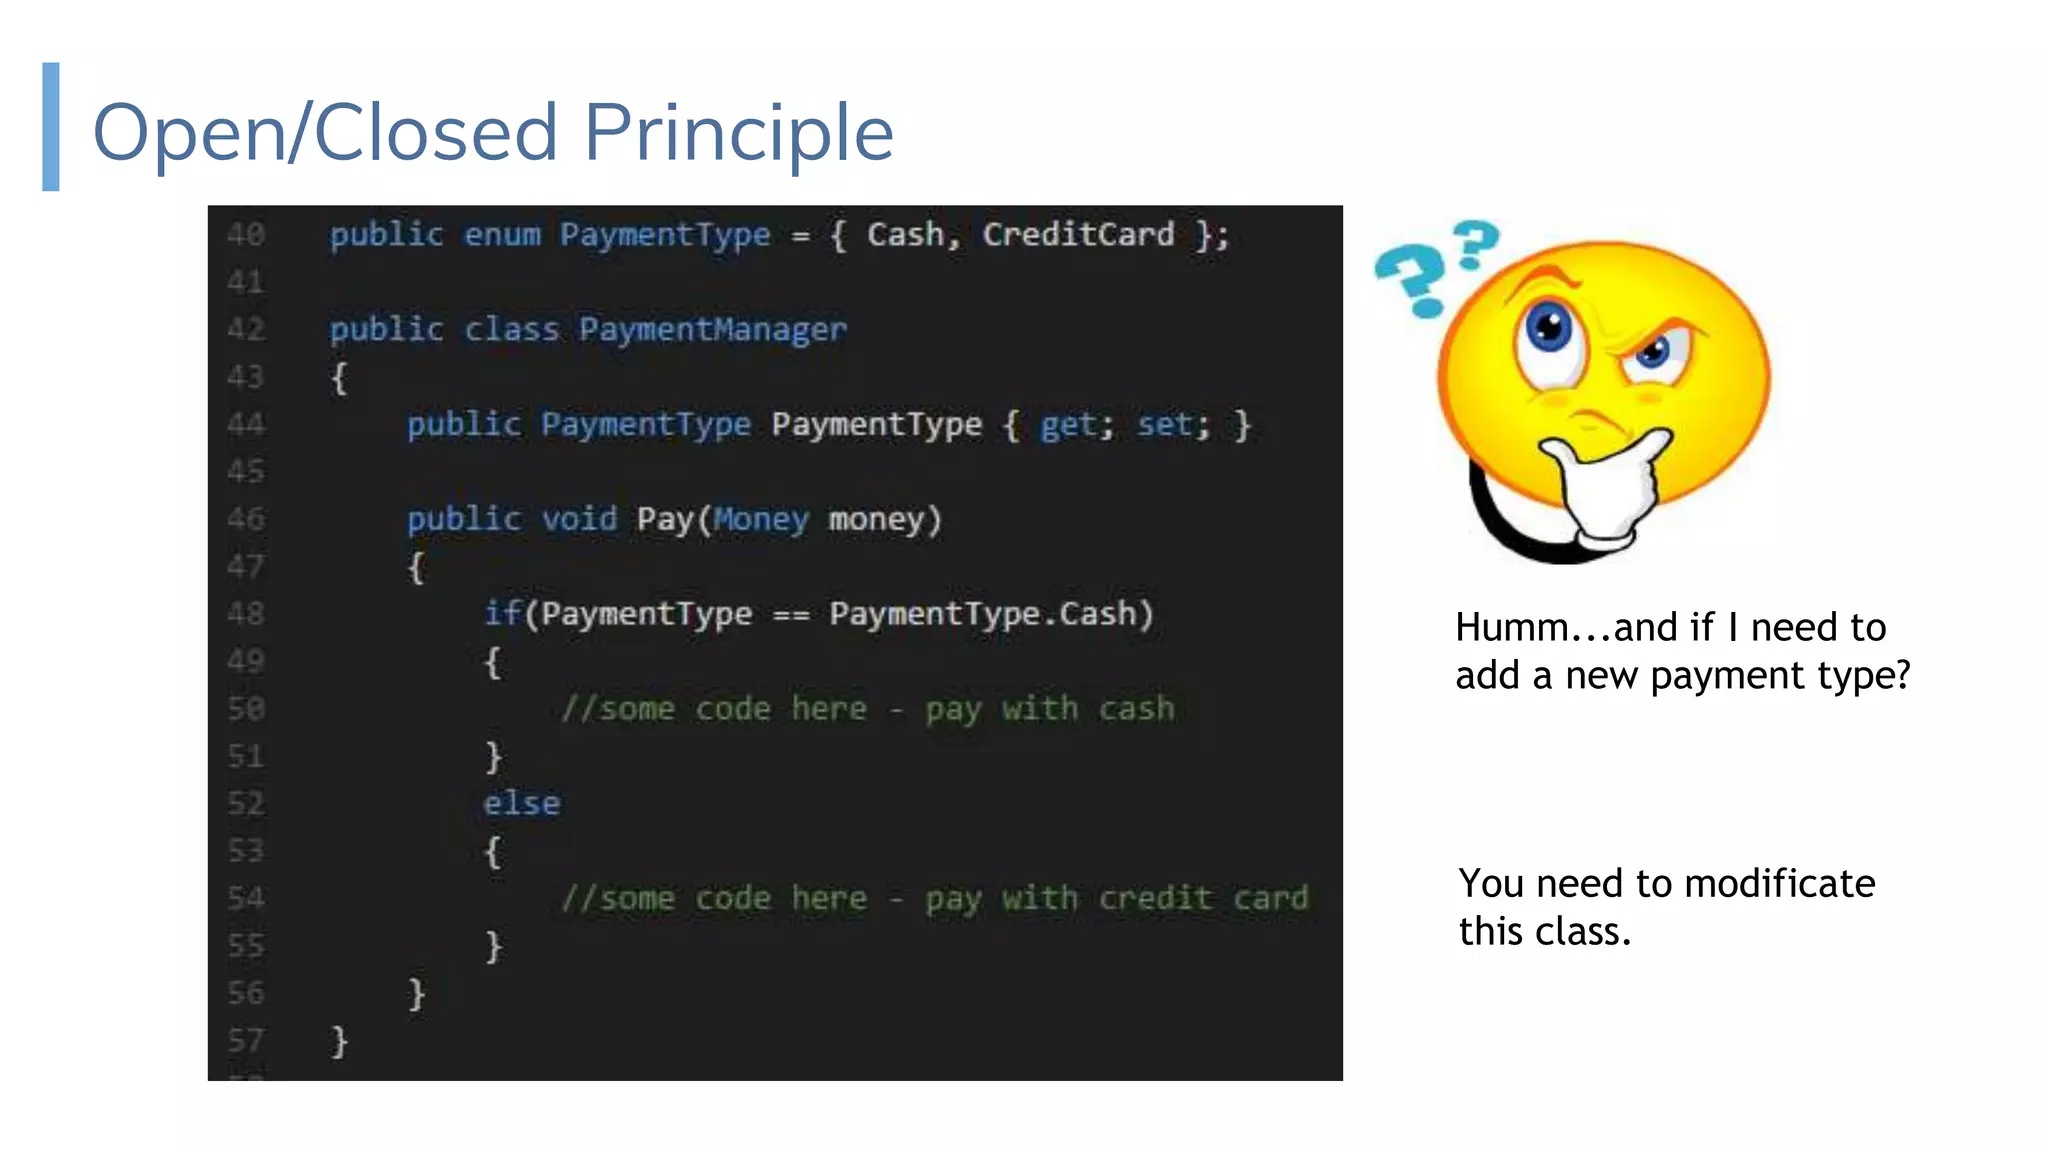 Open/Closed Principle
40 public enum PaymentType = { Cash, CreditCard };
41
42 public class PaymentManager
43 {
44 public PaymentType PaymentType { get; set; }
45
46 public void Pay(Money money)
47 {
48 if(PaymentType == PaymentType.Cash)
49 {
50 //some code here - pay with cash
51 }
52 else
53 {
54 //some code here - pay with credit card
55 }
56 }
57 }
? ?
Humm...and if I need to
add a new payment type?
You need to modificate
this class.